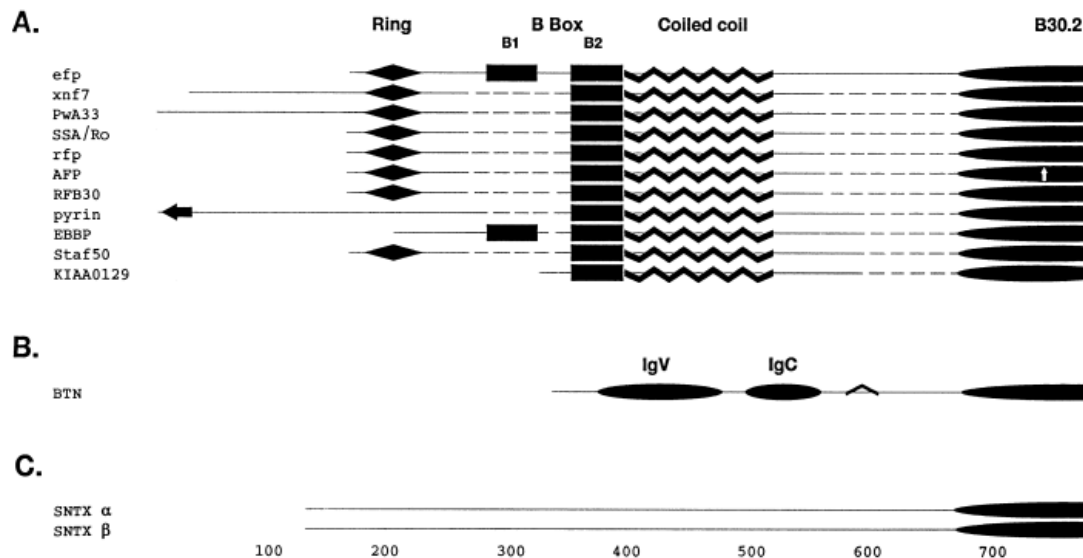 A. Ring B Box Coiled coil B30.2
B1 B2
efp
xnf7
PwA33
SSA/Ro
rfp
AFP
RFB30
pyrin
EBBP
Staf50
KIAA0129
B.
IgV IgC
BTN
C.
SNTX α
SNTX β
100 200 300 400 500 600 700